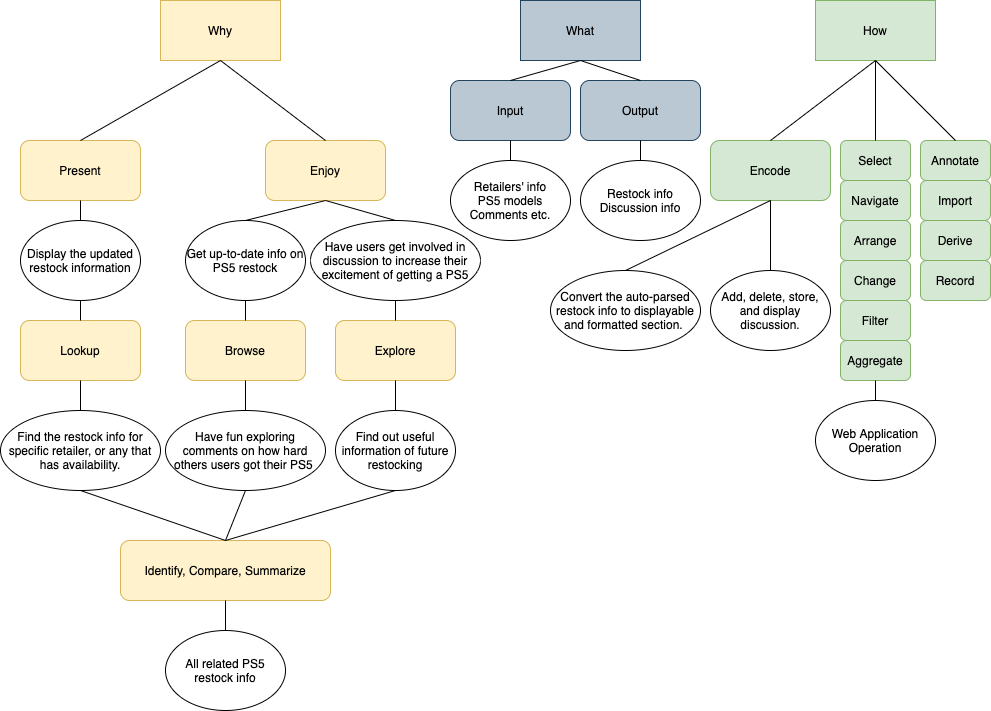 Why
What
How
Input
Output
Present
Enjoy
Encode
Select
Annotate
Navigate
Import
Arrange
Derive
Change
Record
Filter
Aggregate
Retailers' info
PS5 models
Comments etc.
Restock info
Discussion info
Display the updated
restock information
Get up-to-date info on
PS5 restock
Have users get involved in
discussion to increase their
excitement of getting a PS5
Convert the auto-parsed
restock info to displayable
and formatted section.
Add, delete, store,
and display
discussion.
Lookup
Browse
Explore
Web Application
Operation
Find the restock info for
specific retailer, or any that
has availability.
Have fun exploring
comments on how hard
others users got their PS5
Find out useful
information of future
restocking
Identify, Compare, Summarize
All related PS5
restock info